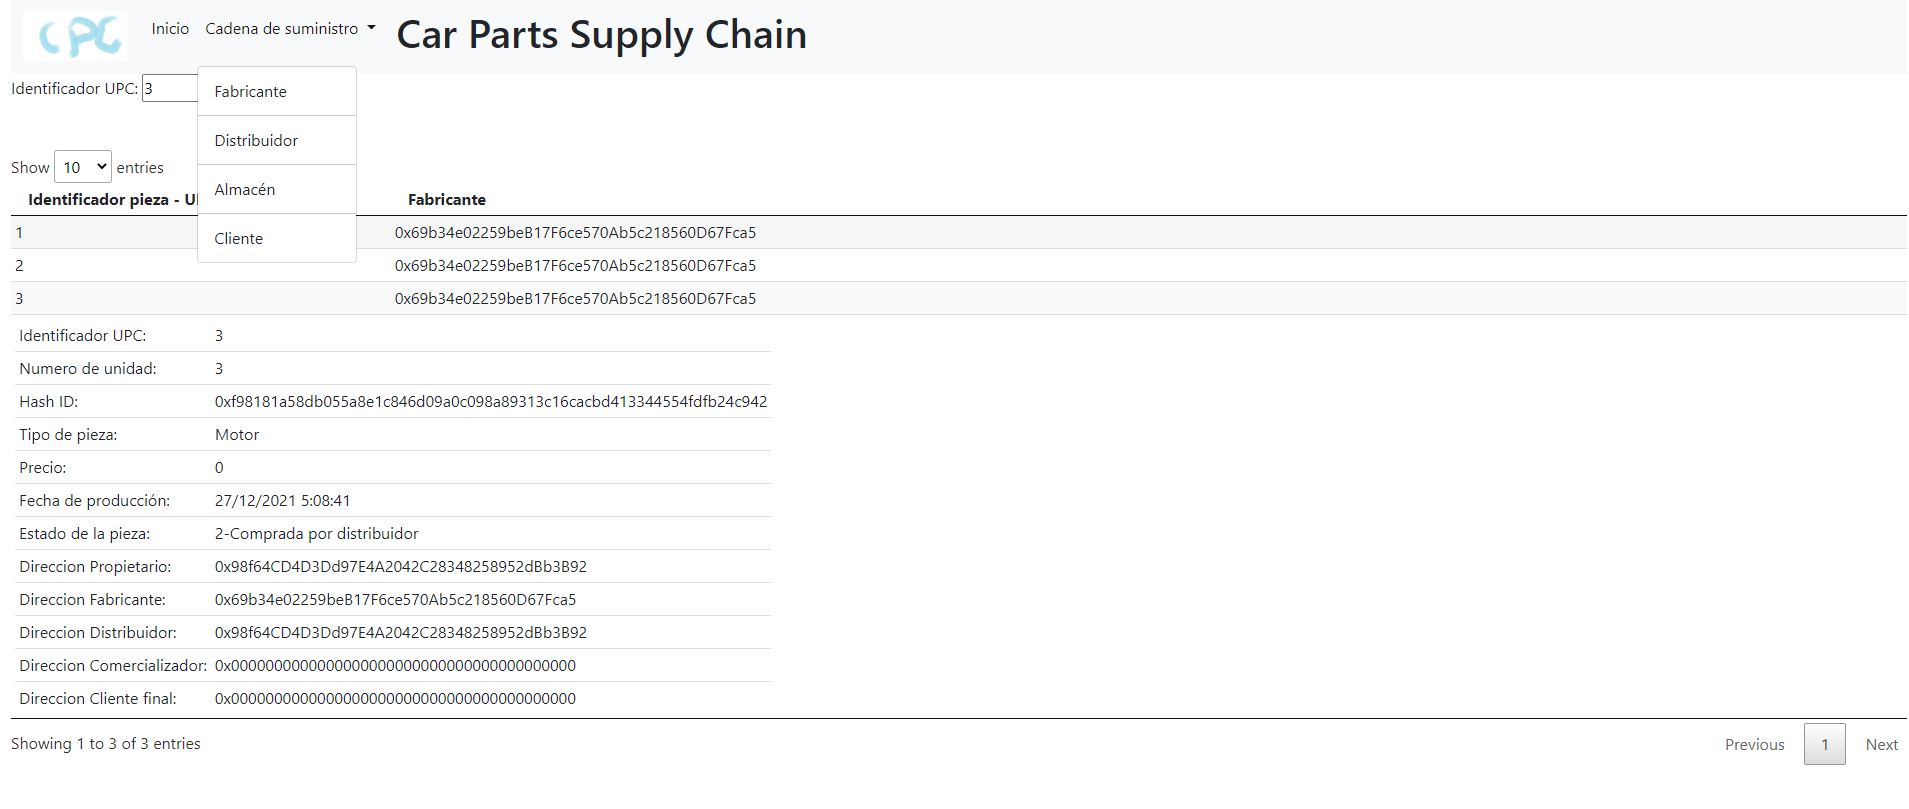 CPC Inicio Cadena de suministro Car Parts Supply Chain
Identificador UPC: 3
Fabricante
Distribuidor
Almacén
Cliente
Show 10 entries
Identificador pieza - U Fabricante
1 0x69b34e02259beB17F6ce570Ab5c218560D67Fca5
2 0x69b34e02259beB17F6ce570Ab5c218560D67Fca5
3 0x69b34e02259beB17F6ce570Ab5c218560D67Fca5
Identificador UPC: 3
Numero de unidad: 3
Hash ID: 0xf98181a58db055a8e1c846d09a0c098a89313c16cacbd413344554fdfb24c942
Tipo de pieza: Motor
Precio: 0
Fecha de producción: 27/12/2021 5:08:41
Estado de la pieza: 2-Comprada por distribuidor
Direccion Propietario: 0x98f64CD4D3Dd97E4A2042C28348258952dBb3B92
Direccion Fabricante: 0x69b34e02259beB17F6ce570Ab5c218560D67Fca5
Direccion Distribuidor: 0x98f64CD4D3Dd97E4A2042C28348258952dBb3B92
Direccion Comercializador: 0x0000000000000000000000000000000000000000
Direccion Cliente final: 0x0000000000000000000000000000000000000000
Showing 1 to 3 of 3 entries
Previous 1 Next